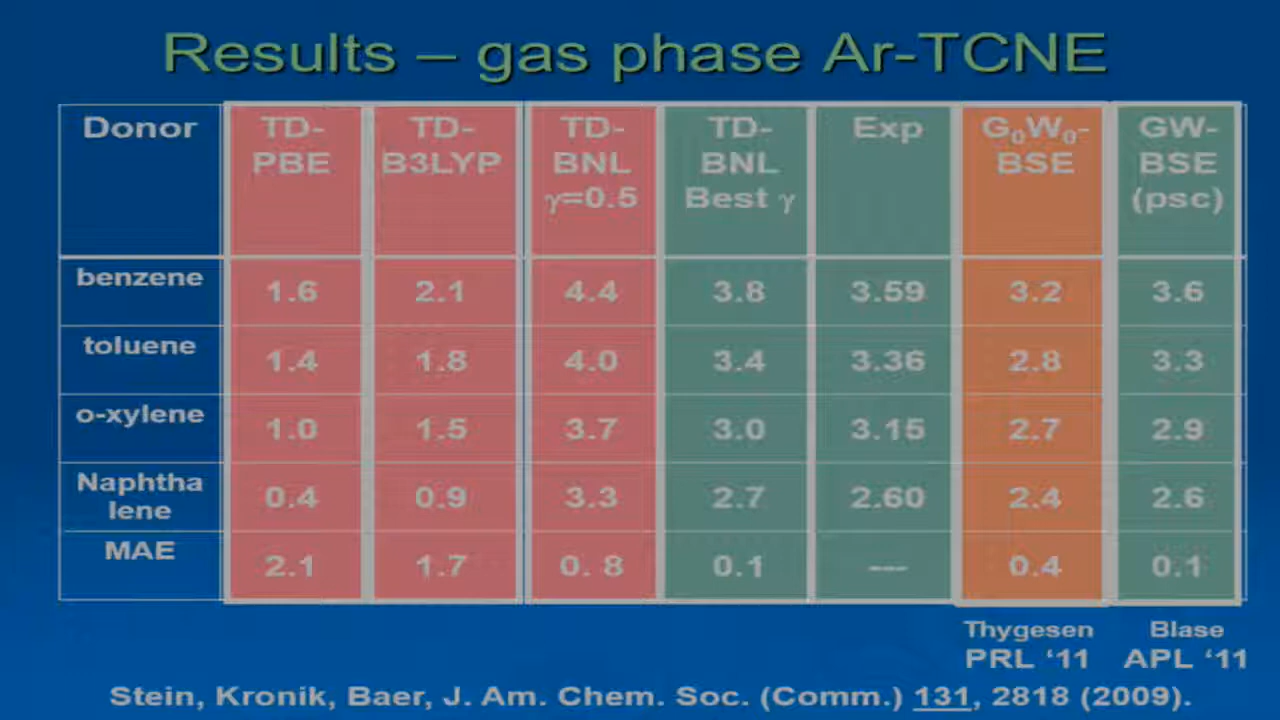 Results – gas phase Ar-TCNE
Donor TD-PBE TD-B3LYP TD-BNL γ=0.5 TD-BNL Best γ Exp G₀W₀-BSE GW-BSE (psc)
benzene 1.6 2.1 4.4 3.8 3.59 3.2 3.6
toluene 1.4 1.8 4.0 3.4 3.36 2.8 3.3
o-xylene 1.0 1.5 3.7 3.0 3.15 2.7 2.9
Naphtha lene 0.4 0.9 3.3 2.7 2.60 2.4 2.6
MAE 2.1 1.7 0. 8 0.1 --- 0.4 0.1
Thygesen Blase
PRL ‘11 APL ‘11
Stein, Kronik, Baer, J. Am. Chem. Soc. (Comm.) 131, 2818 (2009).